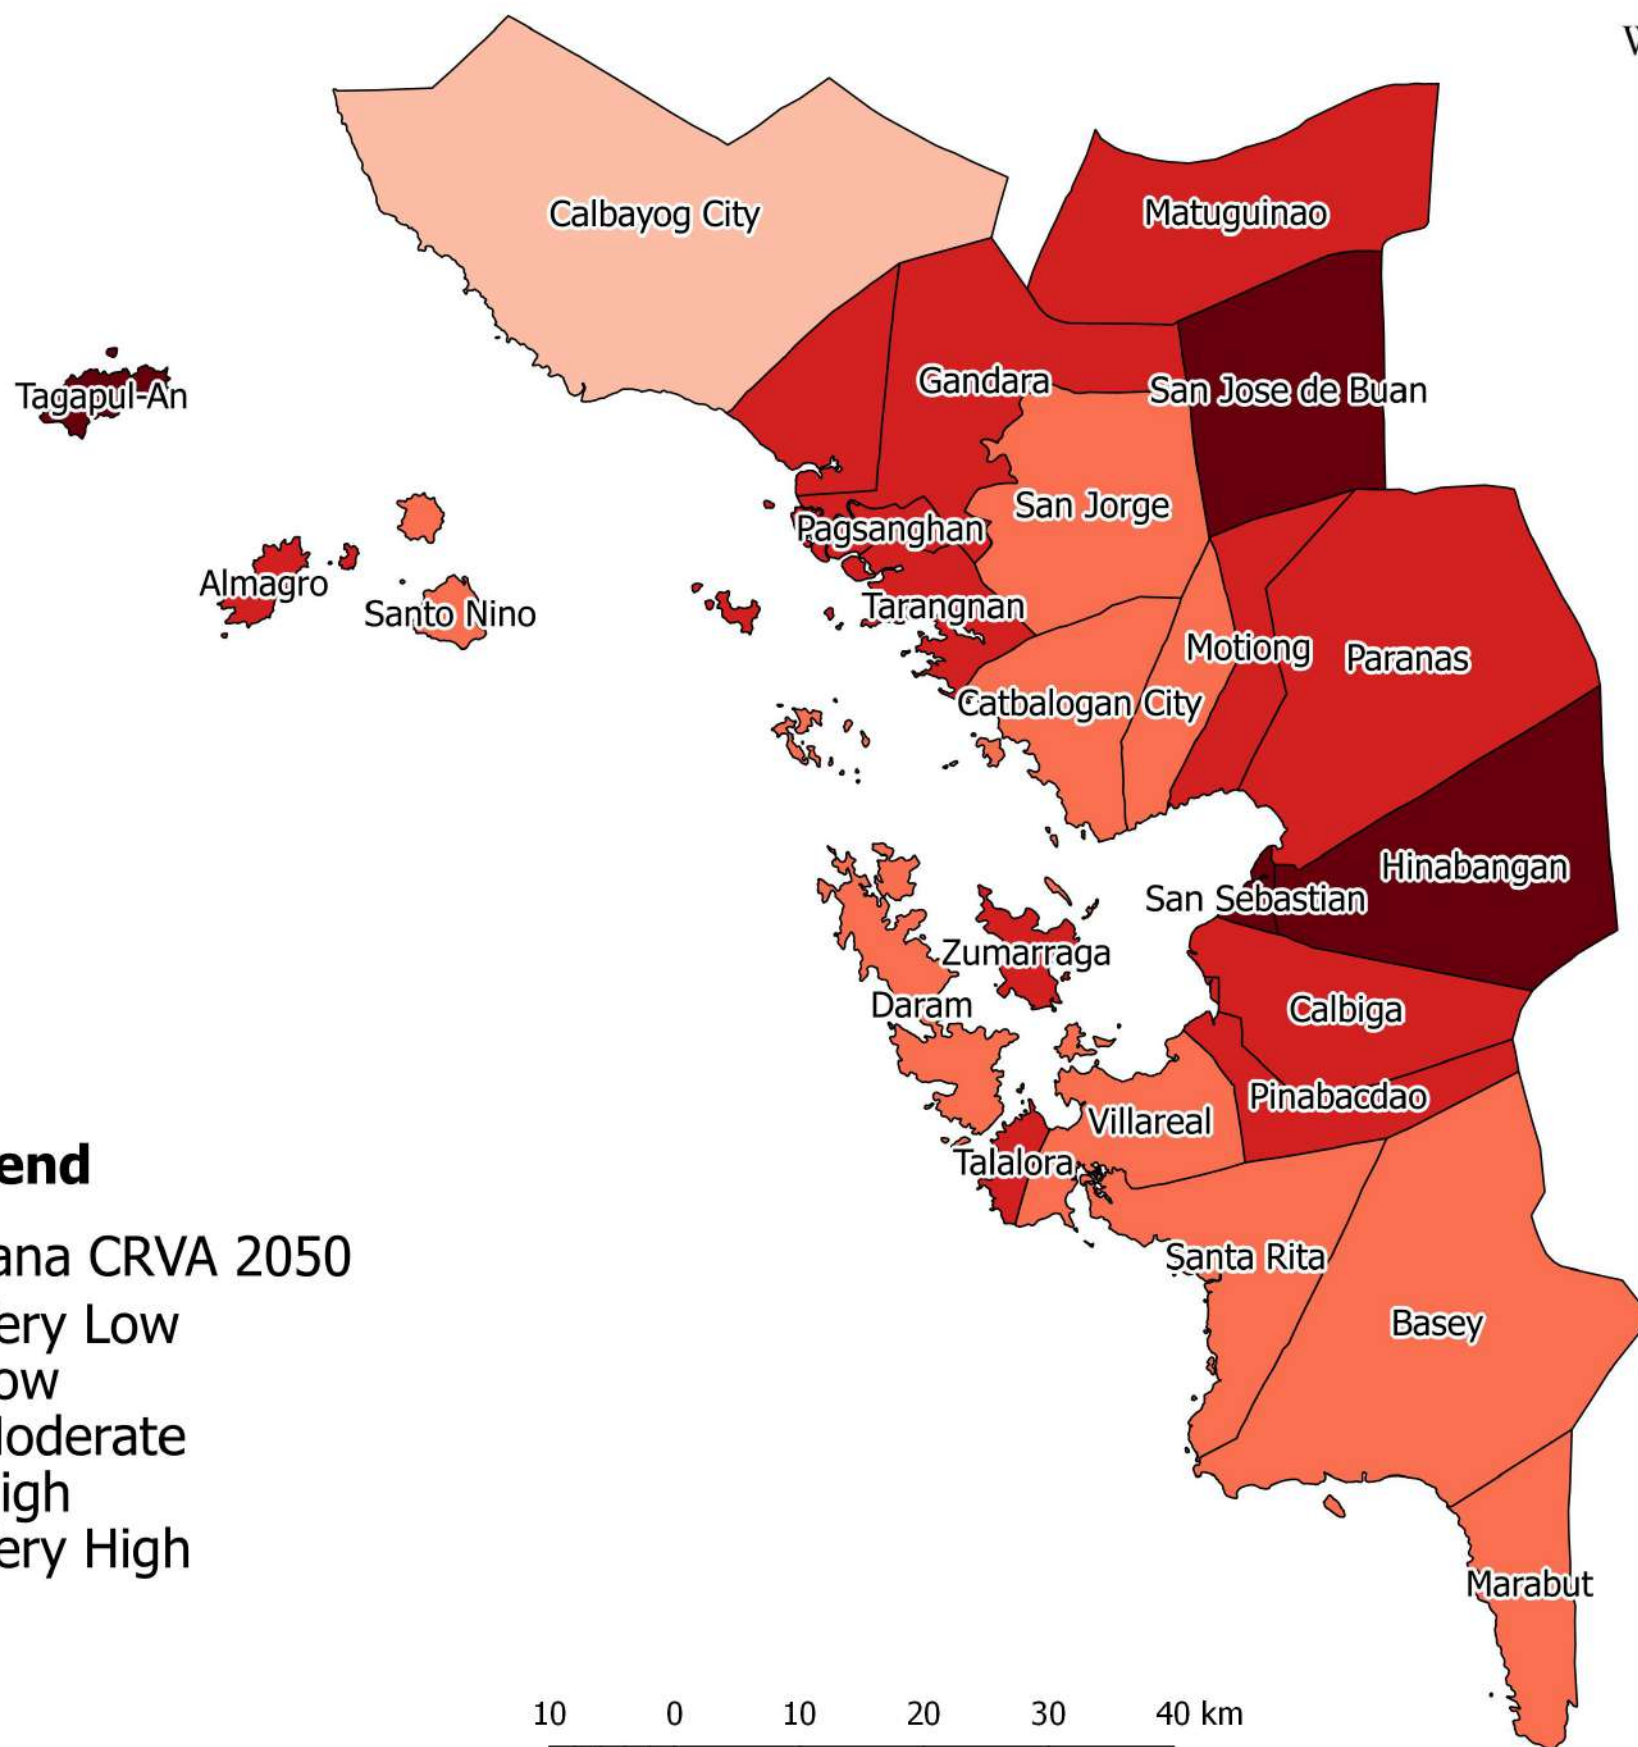 W
Calbayog City
Matuguinao
Gandara
San Jose de Buan
Tagapul-An
San Jorge
Pagsanghan
Almagro
Santo Nino
Tarangnan
Motiong
Paranas
Catbalogan City
Hinabangan
San Sebastian
Zumarraga
Daram
Calbiga
Pinabacdao
Villareal
Talalora
end
ana CRVA 2050
Santa Rita
ery Low
Basey
ow
oderate
igh
ery High
Marabut
10 0 10 20 30 40 km